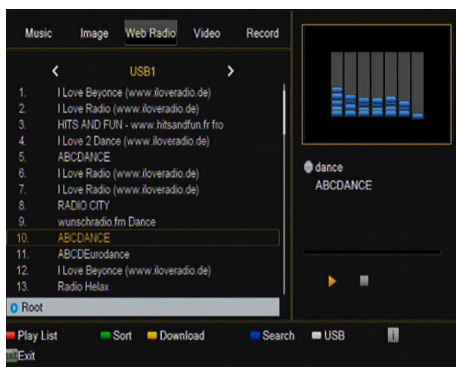 Music Image Web Radio Video Record
USB1
1. I Love Beyonce (www.iloveradio.de)
2. I Love Radio (www.iloveradio.de)
3. HITS AND FUN - www.hitsandfun.fr fro
4. I Love 2 Dance (www.iloveradio.de)
5. ABCDANCE
6. I Love Radio (www.iloveradio.de)
7. I Love Radio (www.iloveradio.de)
8. RADIO CITY
9. wunschradio.fm Dance
10. ABCDANCE
11. ABCDEurodance
12. I Love Beyonce (www.iloveradio.de)
13. Radio Helax
Root
dance
ABCDANCE
Play List Sort Download Search USB i
Exit Exit